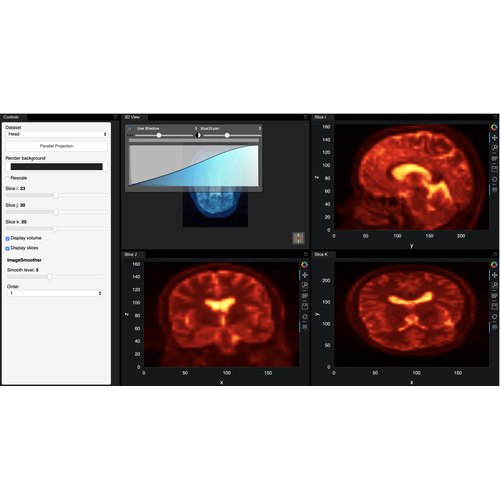 Controls
Dataset
Head
Parallel Projection
Render background
Rescale
Slice i: 23
Slice j: 30
Slice k: 20
Display volume
Display slices
ImageSmoother
Smooth level: 5
Order
1
3D View
Use Shadow
blue2cyan
Slice I
160
140
120
100
80
60
40
20
0
z
0
50
100
150
200
y
Slice J
160
140
120
100
80
60
40
20
0
z
0
50
100
150
x
Slice K
200
150
100
50
0
y
0
50
100
150
x